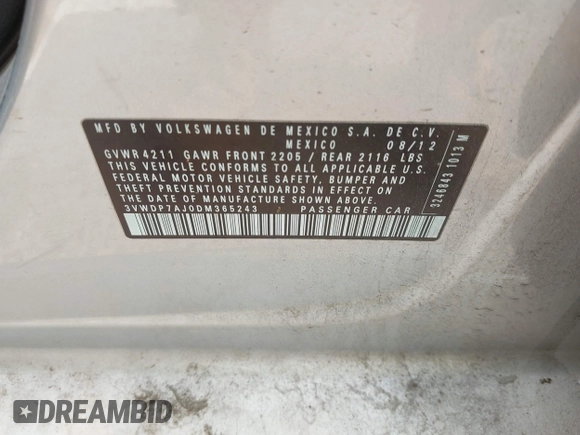 MFD BY VOLKSWAGEN DE MEXICO S.A. DE C.V.
MEXICO 08/12
GVWR 4211 GAWR FRONT 2205 / REAR 2116 LBS
THIS VEHICLE CONFORMS TO ALL APPLICABLE U.S.
FEDERAL MOTOR VEHICLE SAFETY, BUMPER AND
THEFT PREVENTION STANDARDS IN EFFECT ON
THE DATE OF MANUFACTURE SHOWN ABOVE.
3VWDP7AJ0DM365243 PASSENGER CAR
3246843 1013 M
DREAMBID